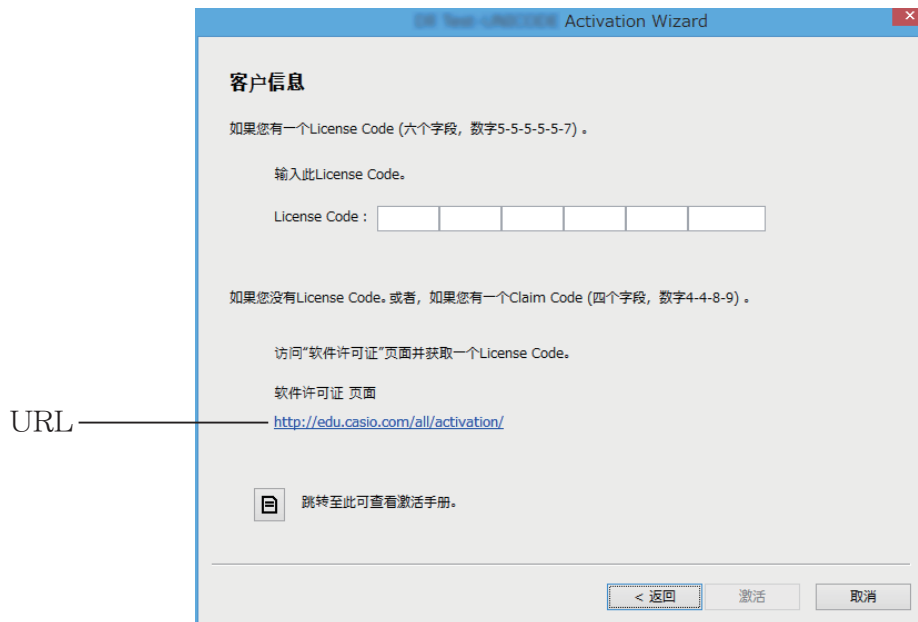 Activation Wizard
客户信息
如果您有一个License Code (六个字段，数字5-5-5-5-5-7) 。
输入此License Code。
License Code :
如果您没有License Code。或者，如果您有一个Claim Code (四个字段，数字4-4-8-9) 。
访问“软件许可证”页面并获取一个License Code。
软件许可证 页面
URL
http://edu.casio.com/all/activation/
跳转至此可查看激活手册。
< 返回
激活
取消